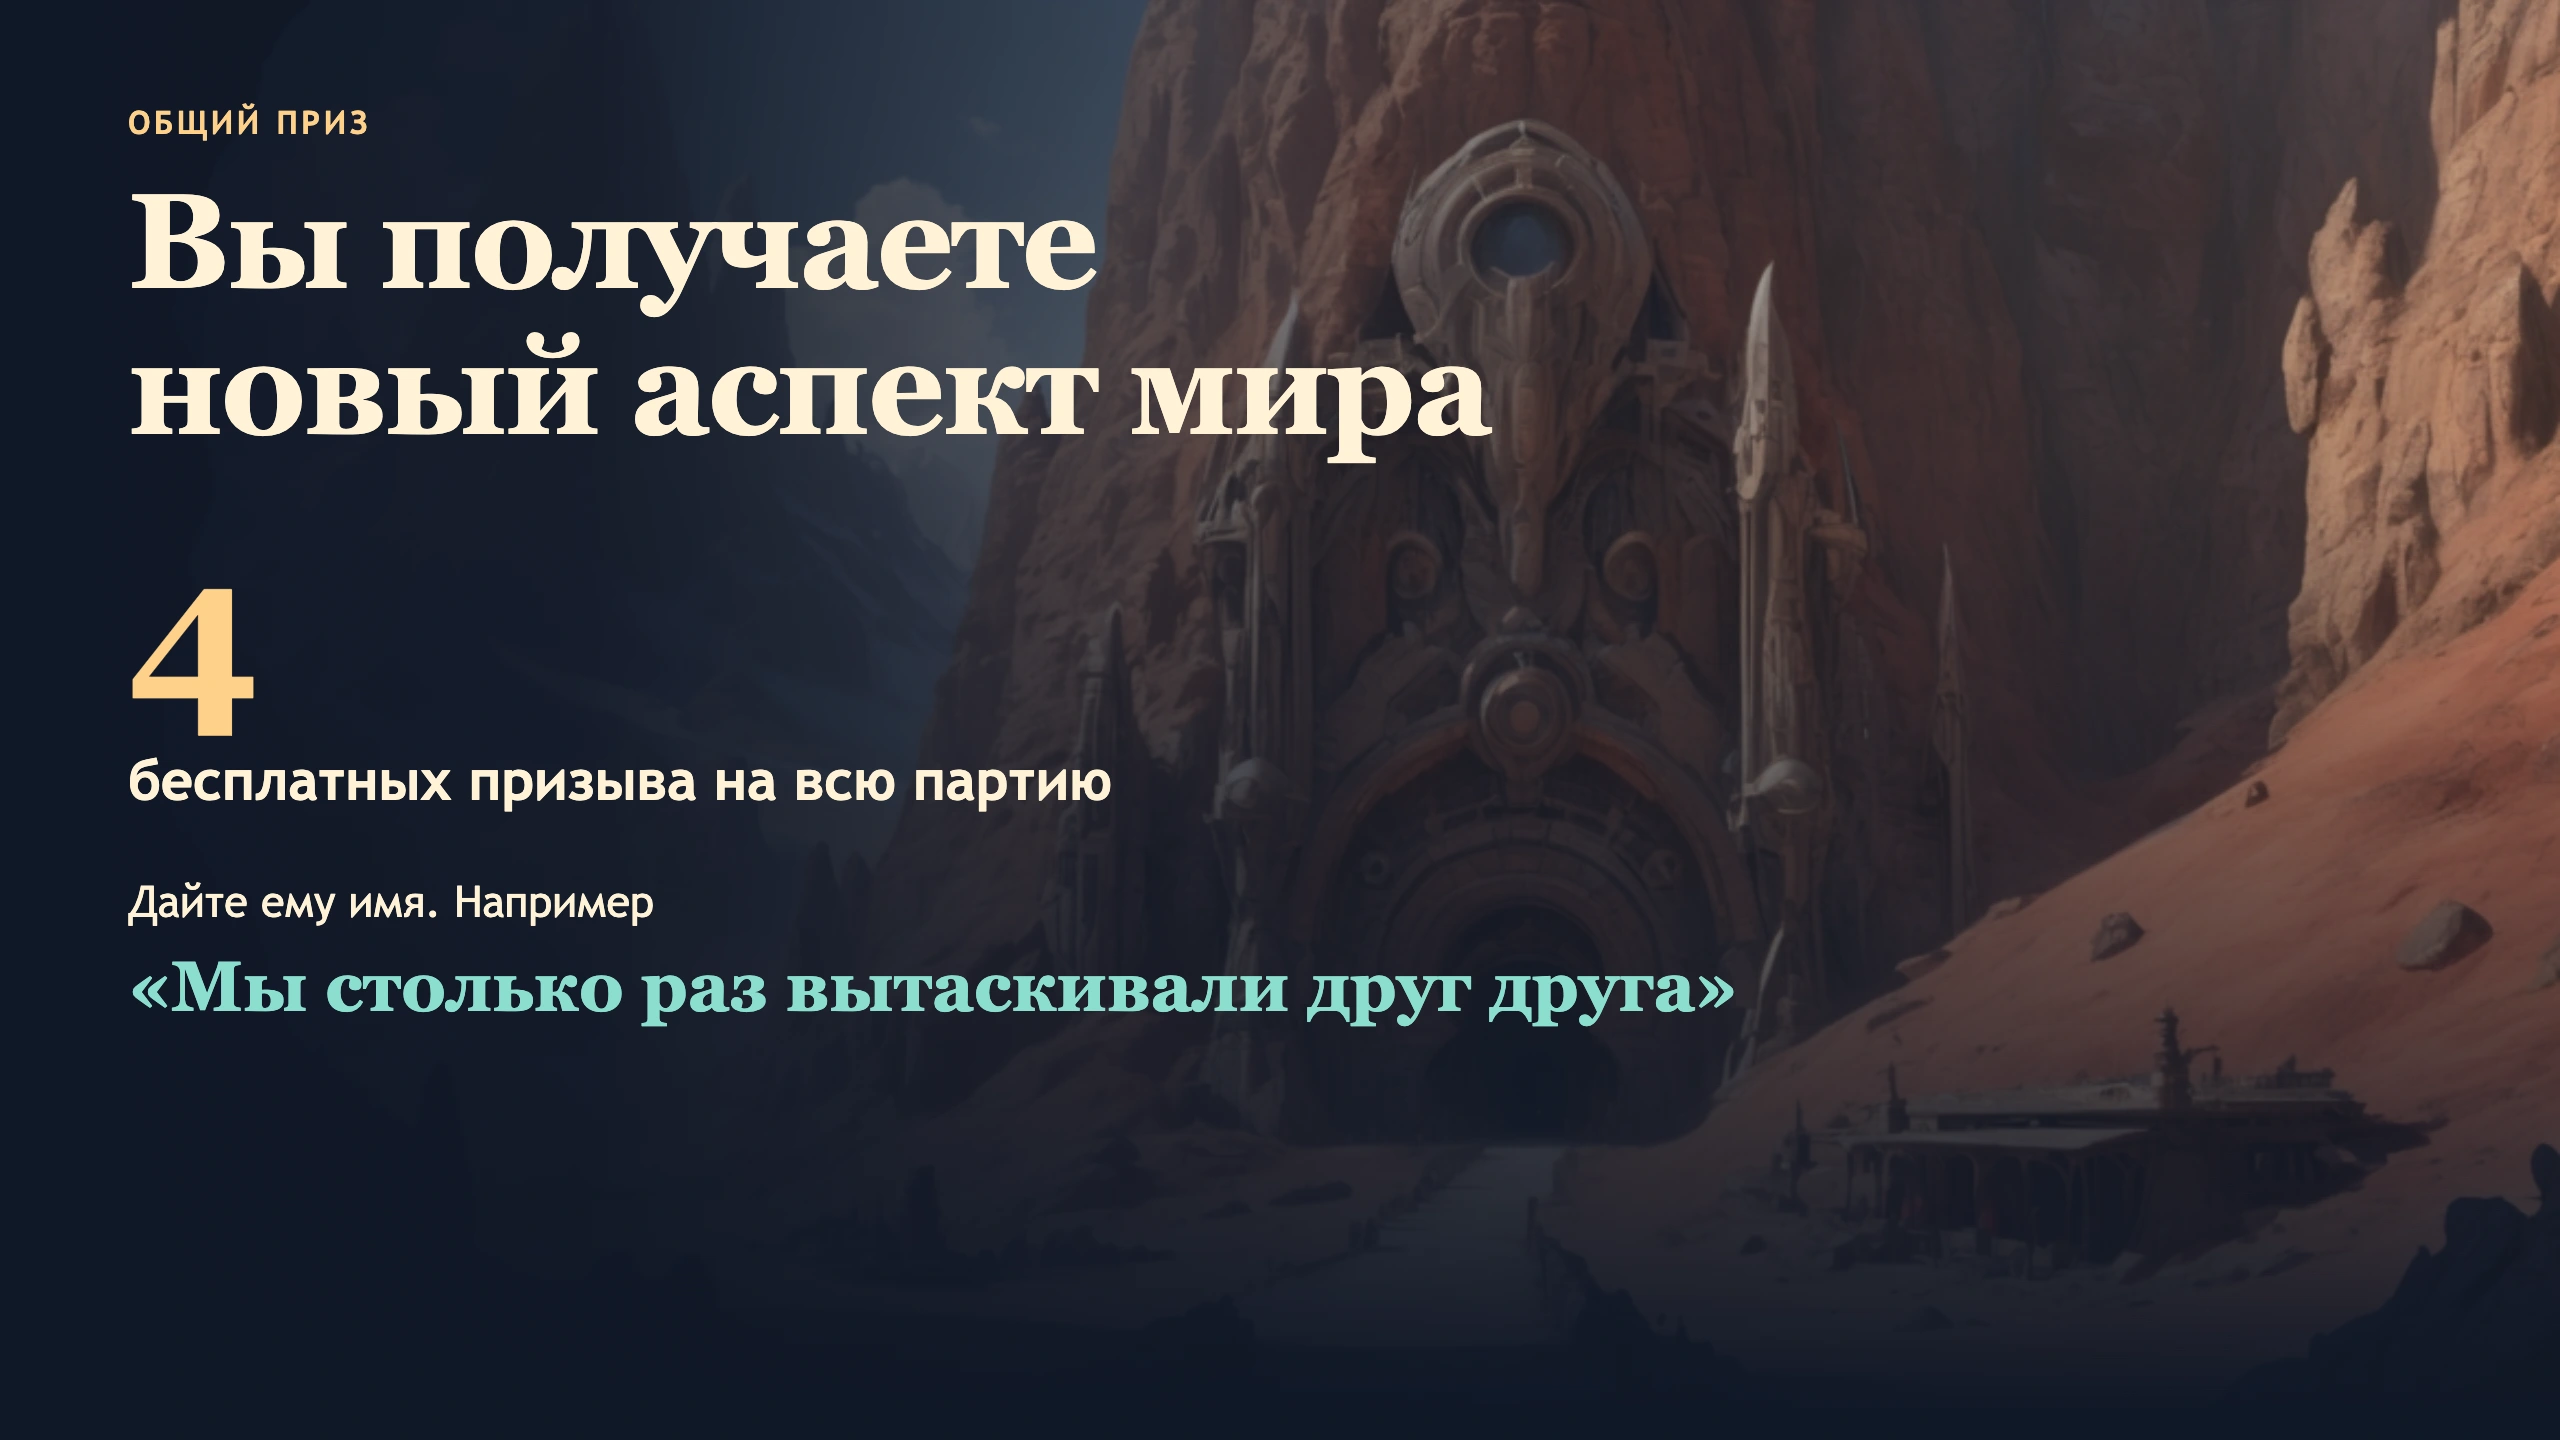 ОБЩИЙ ПРИЗ
Вы получаете
новый аспект мира
4
бесплатных призыва на всю партию
Дайте ему имя. Например
«Мы столько раз вытаскивали друг друга»